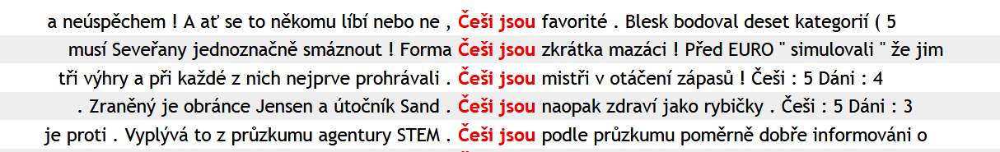 a neúspěchem ! A ať se to někomu líbí nebo ne , Češi jsou favorité . Blesk bodoval deset kategorií ( 5
musí Seveřany jednoznačně smáznout ! Forma Češi jsou zkrátka mazáci ! Před EURO " simulovali " že jim
tři výhry a při každé z nich nejprve prohrávali . Češi jsou mistři v otáčení zápasů ! Češi : 5 Dáni : 4
. Zraněný je obránce Jensen a útočník Sand . Češi jsou naopak zdraví jako rybičky . Češi : 5 Dáni : 3
je proti . Vyplývá to z průzkumu agentury STEM . Češi jsou podle průzkumu poměrně dobře informováni o